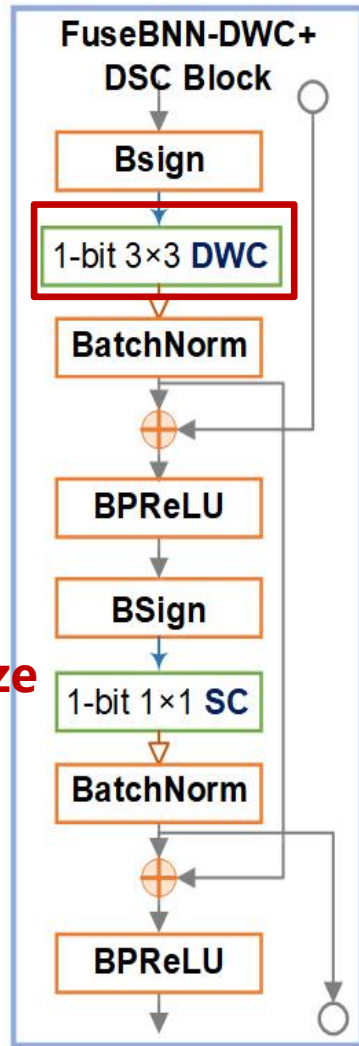 FuseBNN-DWC+
DSC Block
Bsign
1-bit 3×3 DWC
BatchNorm
BPReLU
BSign
ze
1-bit 1×1 SC
BatchNorm
BPReLU